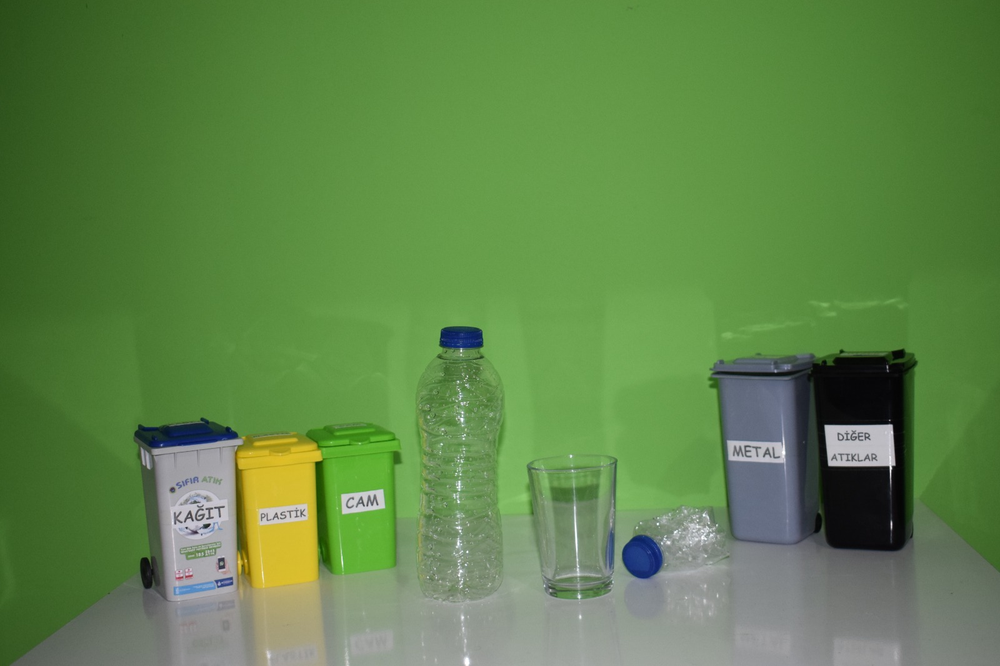 SIFIR ATIK
KAĞIT
PLASTİK
CAM
METAL
DİĞER
ATIKLAR